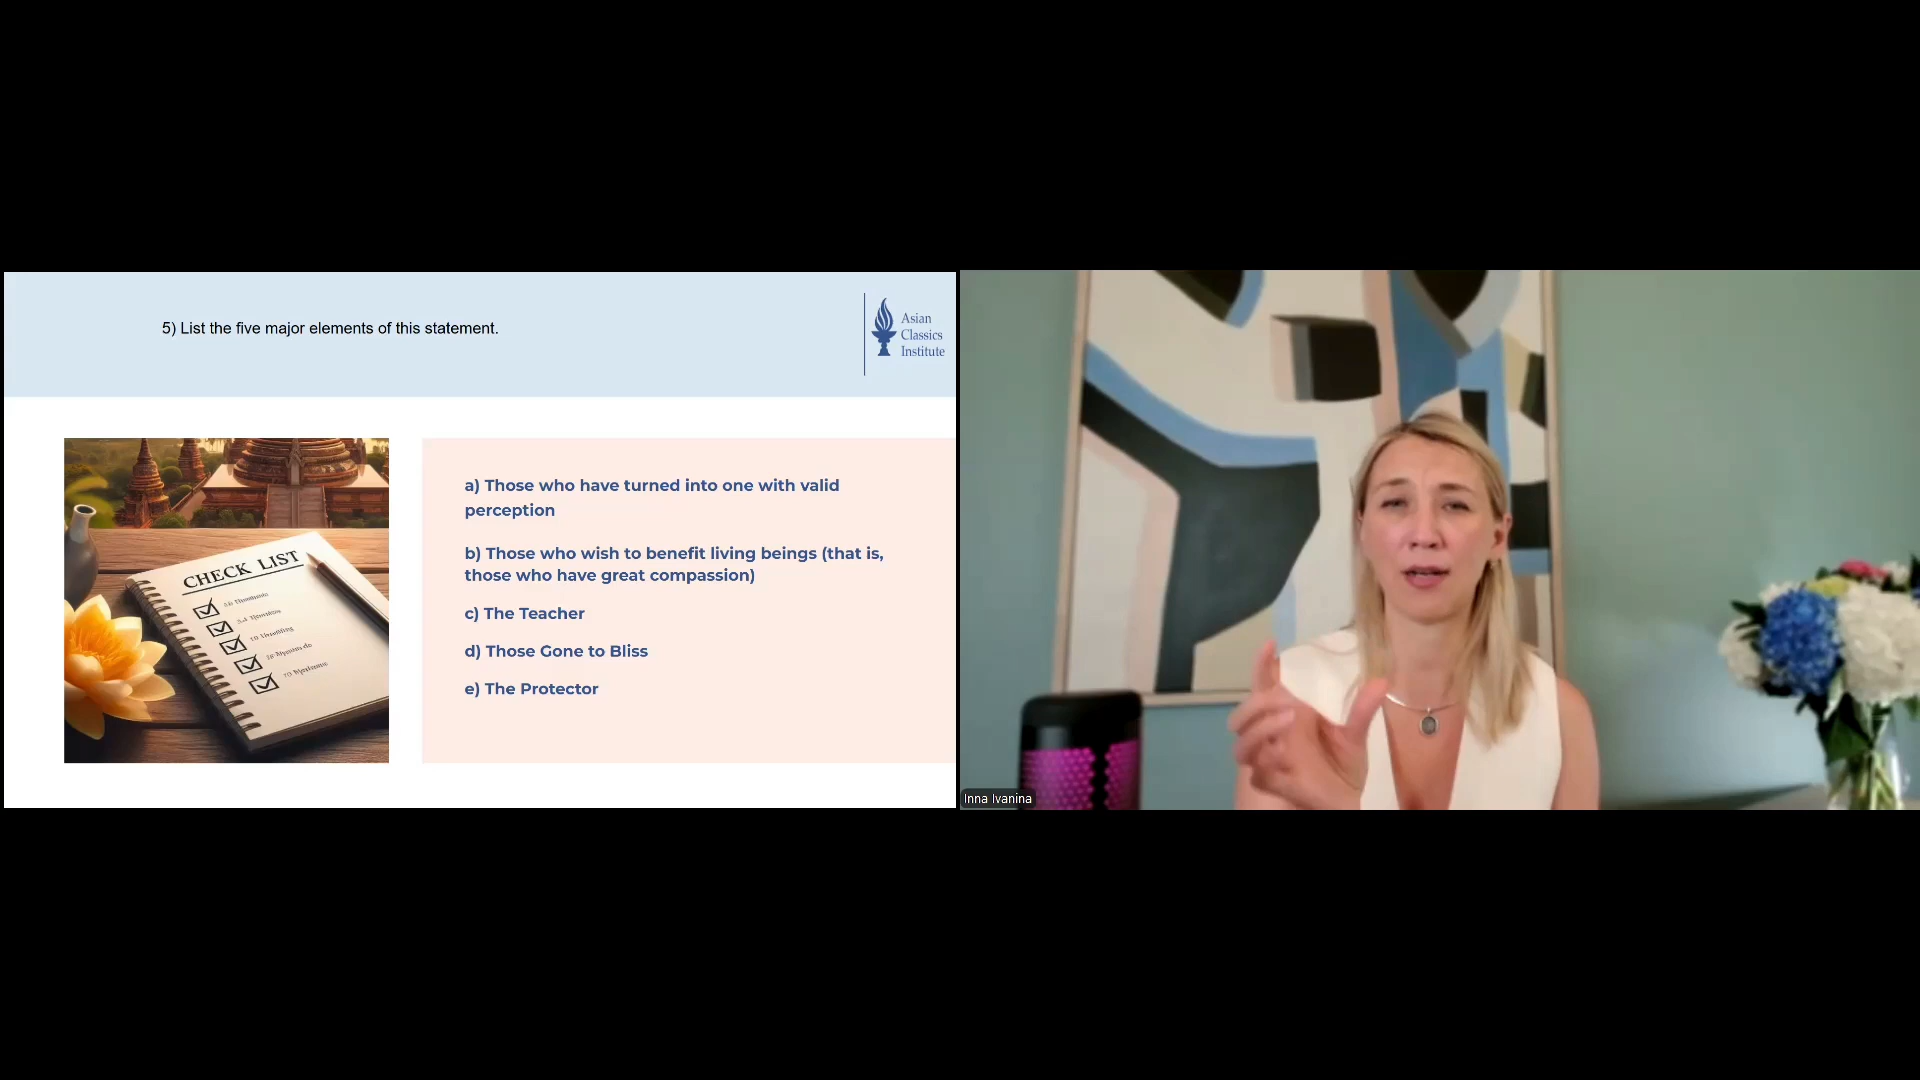 5) List the five major elements of this statement.
Asian
Classics
Institute
CHECK LIST
a) Those who have turned into one with valid
perception
b) Those who wish to benefit living beings (that is,
those who have great compassion)
c) The Teacher
d) Those Gone to Bliss
e) The Protector
Inna Ivanina